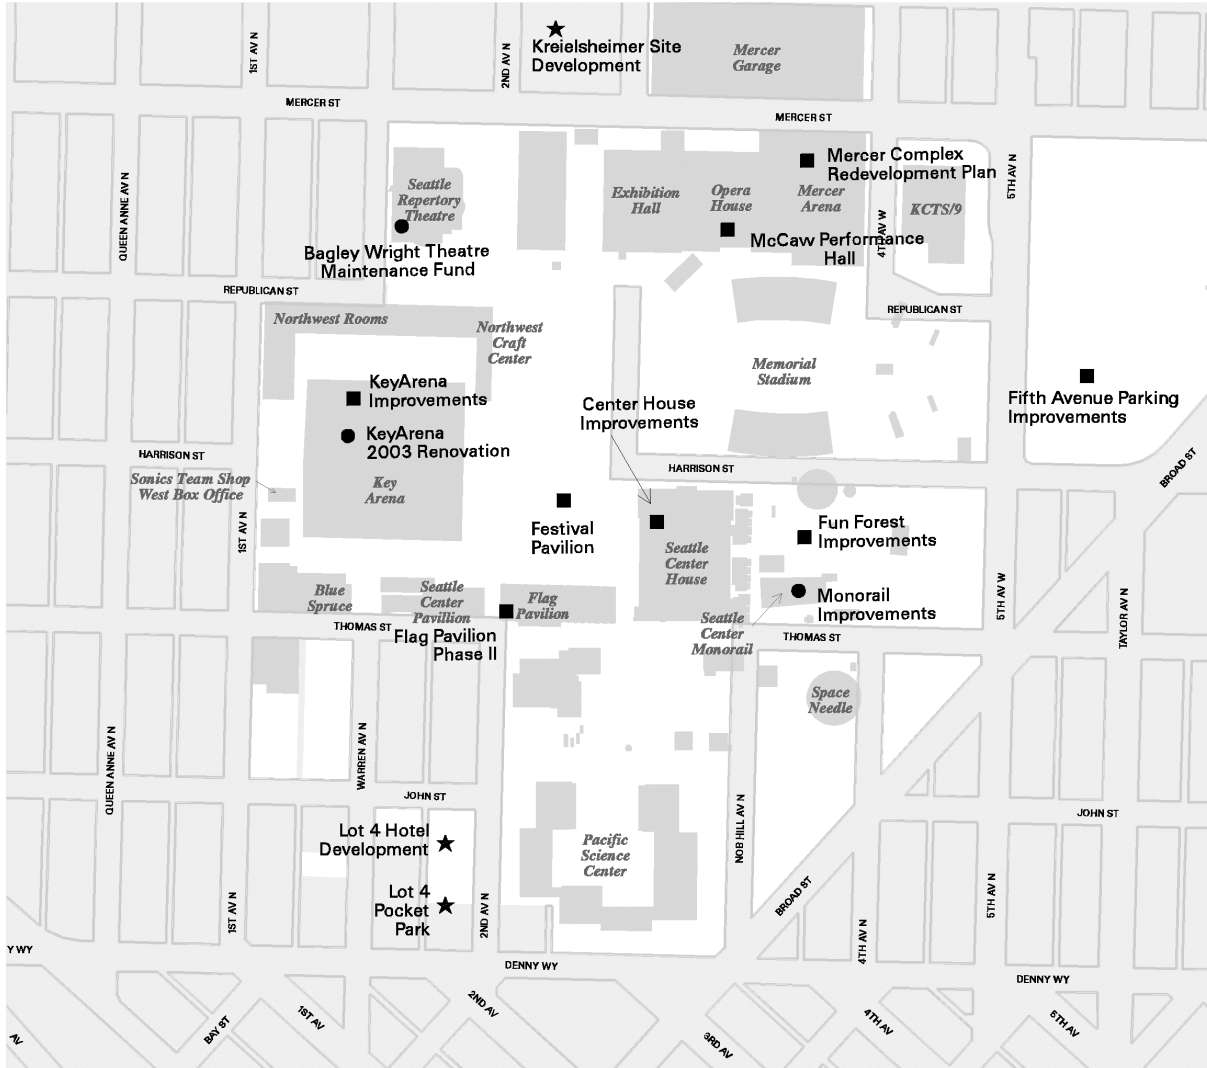 Kreielsheimer Site
Development
Mercer
Garage
1ST AV N
2ND AV N
MERCER ST
MERCER ST
Mercer Complex
Redevelopment Plan
5TH AV N
QUEEN ANNE AV N
Seattle
Repertory
Theatre
Exhibition
Hall
Opera
House
Mercer
Arena
KCTS/9
4TH AV W
McCaw Performance
Hall
Bagley Wright Theatre
Maintenance Fund
REPUBLICAN ST
REPUBLICAN ST
Northwest Rooms
Northwest
Craft
Center
Memorial
Stadium
KeyArena
Improvements
Center House
Improvements
Fifth Avenue Parking
Improvements
KeyArena
2003 Renovation
HARRISON ST
HARRISON ST
BROAD ST
Sonics Team Shop
West Box Office
Key
Arena
1ST AV N
Festival
Pavilion
Fun Forest
Improvements
Seattle
Center
House
Blue
Spruce
Seattle
Center
Pavillion
Flag
Pavilion
Monorail
Improvements
5TH AV W
TAYLOR AV N
THOMAS ST
Flag Pavilion
Phase II
Seattle
Center
Monorail
THOMAS ST
Space
Needle
QUEEN ANNE AV N
WARREN AV N
JOHN ST
JOHN ST
Lot 4 Hotel
Development
NOB HILL AV N
Pacific
Science
Center
Lot 4
Pocket
Park
1ST AV N
2ND AV N
BROAD ST
5TH AV N
4TH AV N
Y WY
DENNY WY
DENNY WY
AV
BAY ST
1ST AV
2ND AV
3RD AV
4TH AV
5TH AV